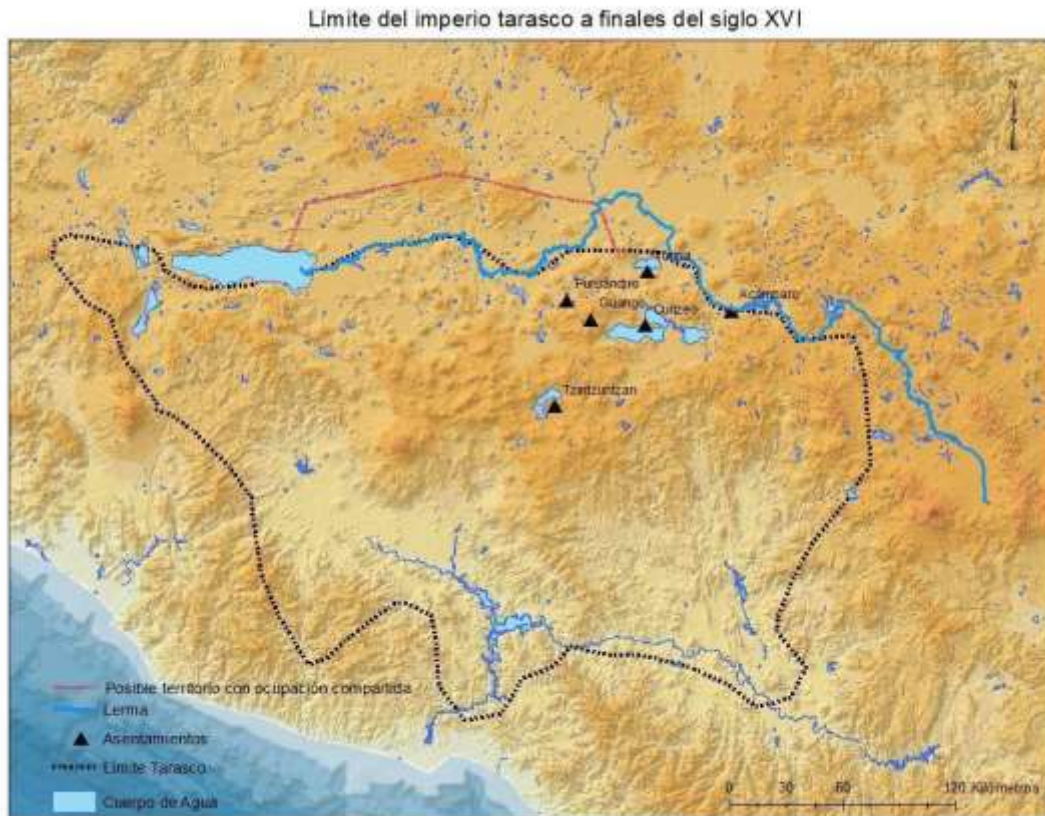 Límite del imperio tarasco a finales del siglo XVI
N
Puruándiro
Guango
Cuitzeo
Acámbaro
Tzintzuntzan
Posible territorio con ocupación compartida
Lerma
Asentamientos
Límite Tarasco
Cuerpo de Agua
0 30 60 120 Kilómetros